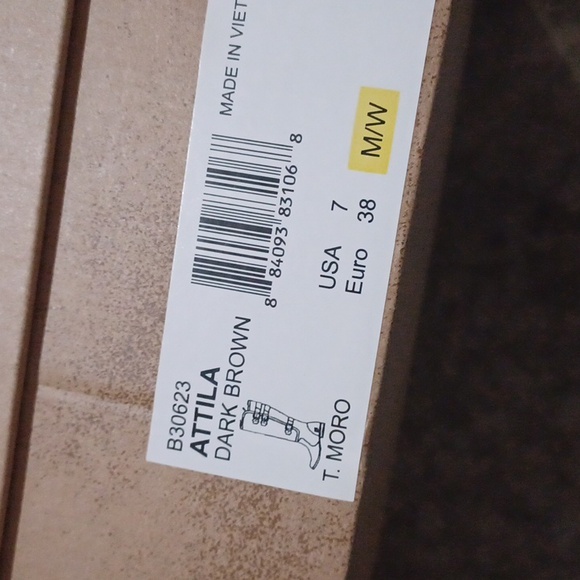 B30623
ATTILA
DARK BROWN
T. MORO
8 84093 83106 8
USA 7
Euro 38
M/W
MADE IN VIET